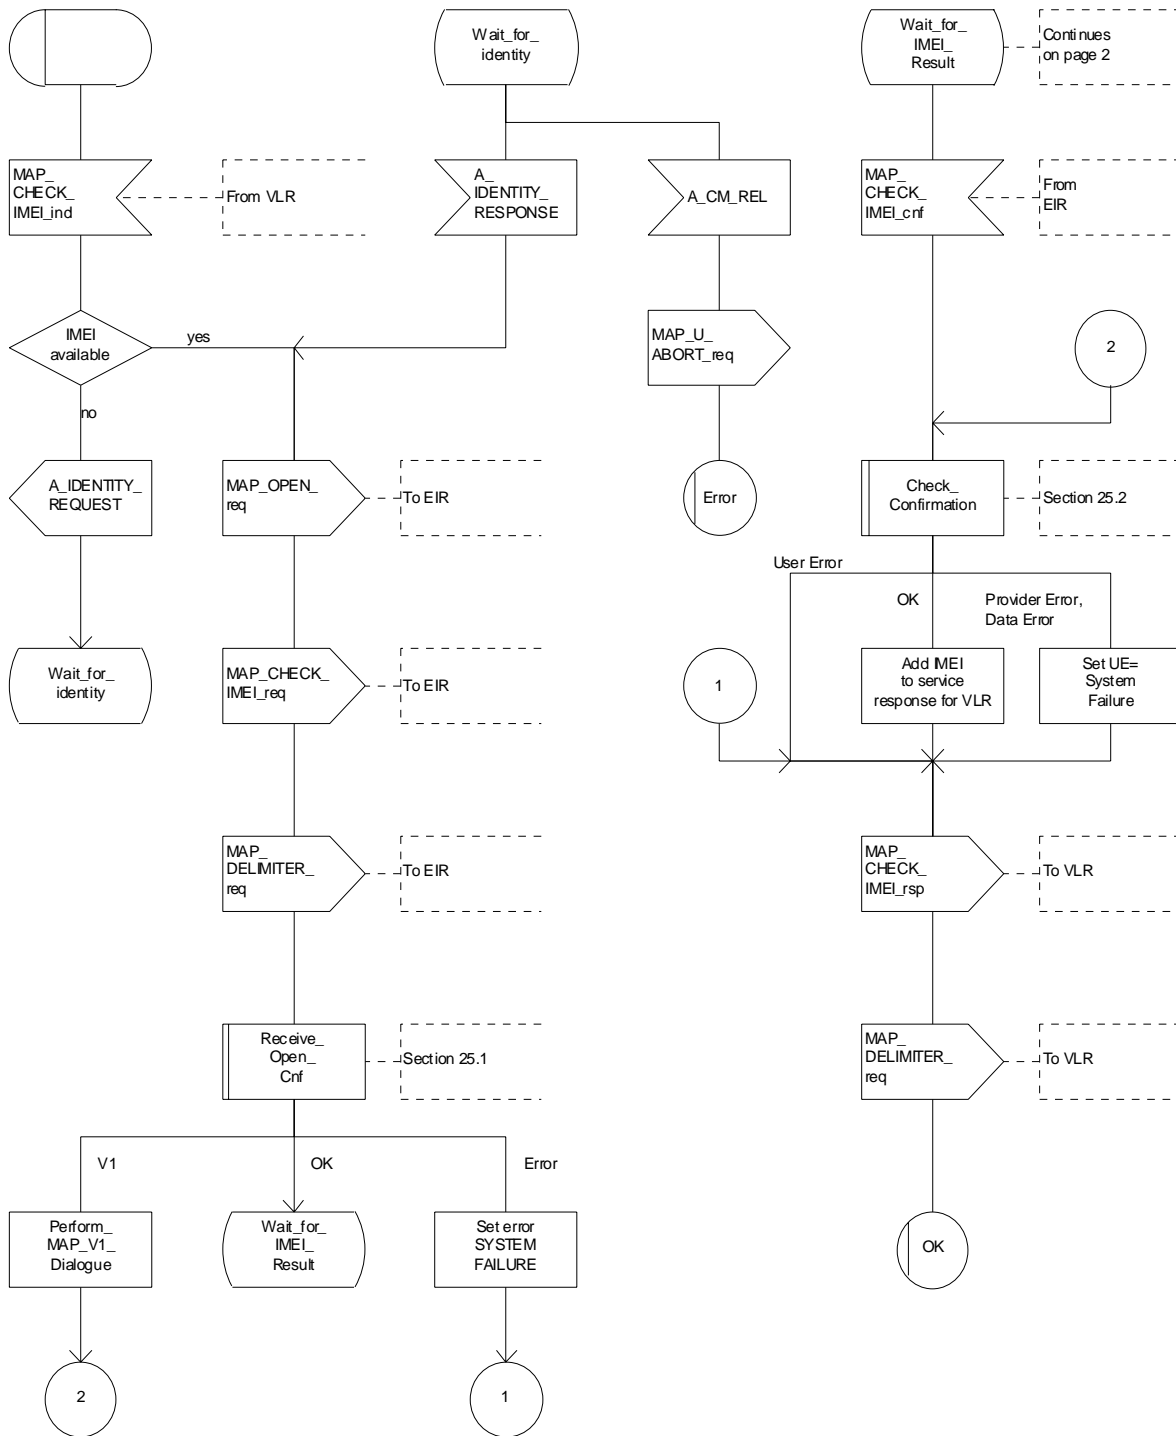 Wait_for_
identity
Wait_for_
IMEI_
Result
Continues
on page 2
MAP_
CHECK_
IMEI_ind
From VLR
A_
IDENTITY_
RESPONSE
A_CM_REL
MAP_
CHECK_
IMEI_cnf
From
EIR
IMEI
available
yes
no
MAP_U_
ABORT_req
2
A_IDENTITY_
REQUEST
MAP_OPEN_
req
To EIR
Error
Check_
Confirmation
Section 25.2
User Error
OK
Provider Error,
Data Error
Wait_for_
identity
MAP_CHECK_
IMEI_req
To EIR
1
Add IMEI
to service
response for VLR
Set UE=
System
Failure
MAP_
DELIMITER_
req
To EIR
MAP_
CHECK_
IMEI_rsp
To VLR
Receive_
Open_
Cnf
Section 25.1
MAP_
DELIMITER_
req
To VLR
V1
OK
Error
Perform_
MAP_V1_
Dialogue
Wait_for_
IMEI_
Result
Set error
SYSTEM
FAILURE
OK
2
1